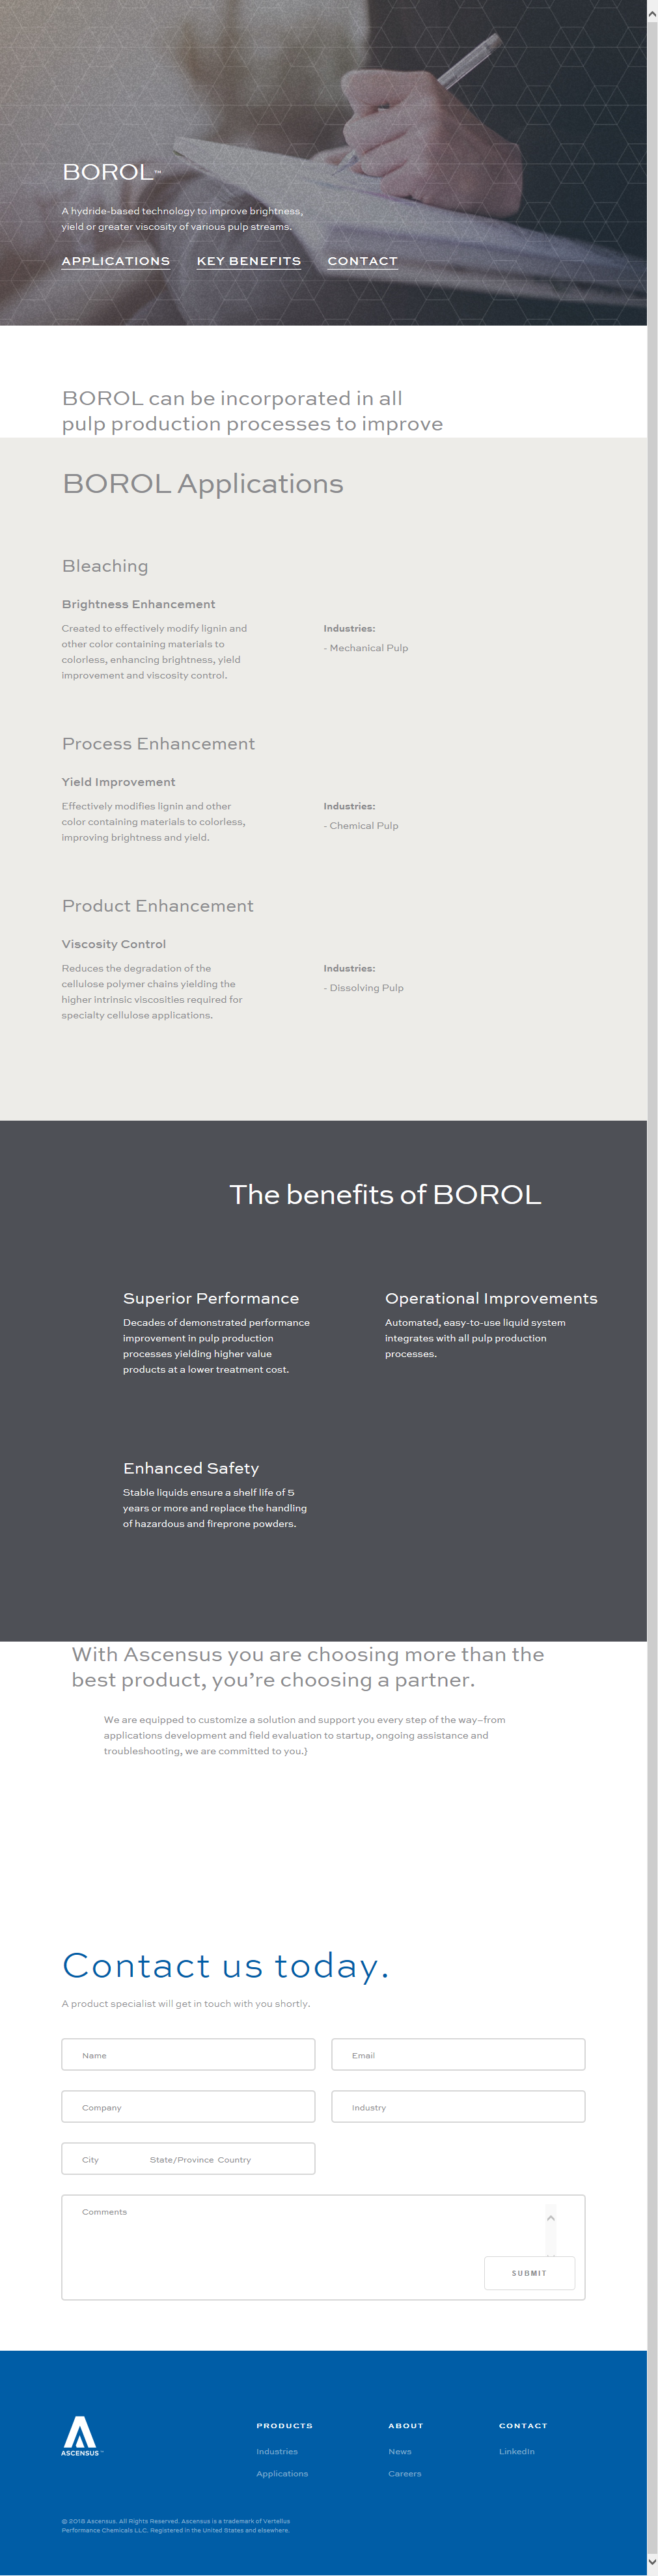 BOROL™
A hydride-based technology to improve brightness,
yield or greater viscosity of various pulp streams.
APPLICATIONS KEY BENEFITS CONTACT
BOROL can be incorporated in all
pulp production processes to improve
BOROL Applications
Bleaching
Brightness Enhancement
Created to effectively modify lignin and
other color containing materials to
colorless, enhancing brightness, yield
improvement and viscosity control.
Industries:
- Mechanical Pulp
Process Enhancement
Yield Improvement
Effectively modifies lignin and other
color containing materials to colorless,
improving brightness and yield.
Industries:
- Chemical Pulp
Product Enhancement
Viscosity Control
Reduces the degradation of the
cellulose polymer chains yielding the
higher intrinsic viscosities required for
specialty cellulose applications.
Industries:
- Dissolving Pulp
The benefits of BOROL
Superior Performance
Decades of demonstrated performance
improvement in pulp production
processes yielding higher value
products at a lower treatment cost.
Operational Improvements
Automated, easy-to-use liquid system
integrates with all pulp production
processes.
Enhanced Safety
Stable liquids ensure a shelf life of 5
years or more and replace the handling
of hazardous and fireprone powders.
With Ascensus you are choosing more than the
best product, you’re choosing a partner.
We are equipped to customize a solution and support you every step of the way–from
applications development and field evaluation to startup, ongoing assistance and
troubleshooting, we are committed to you.}
Contact us today.
A product specialist will get in touch with you shortly.
Name Email
Company Industry
City State/Province Country
Comments
SUBMIT
ASCENSUS™
PRODUCTS
Industries
Applications
ABOUT
News
Careers
CONTACT
LinkedIn
© 2018 Ascensus. All Rights Reserved. Ascensus is a trademark of Vertellus
Performance Chemicals LLC. Registered in the United States and elsewhere.